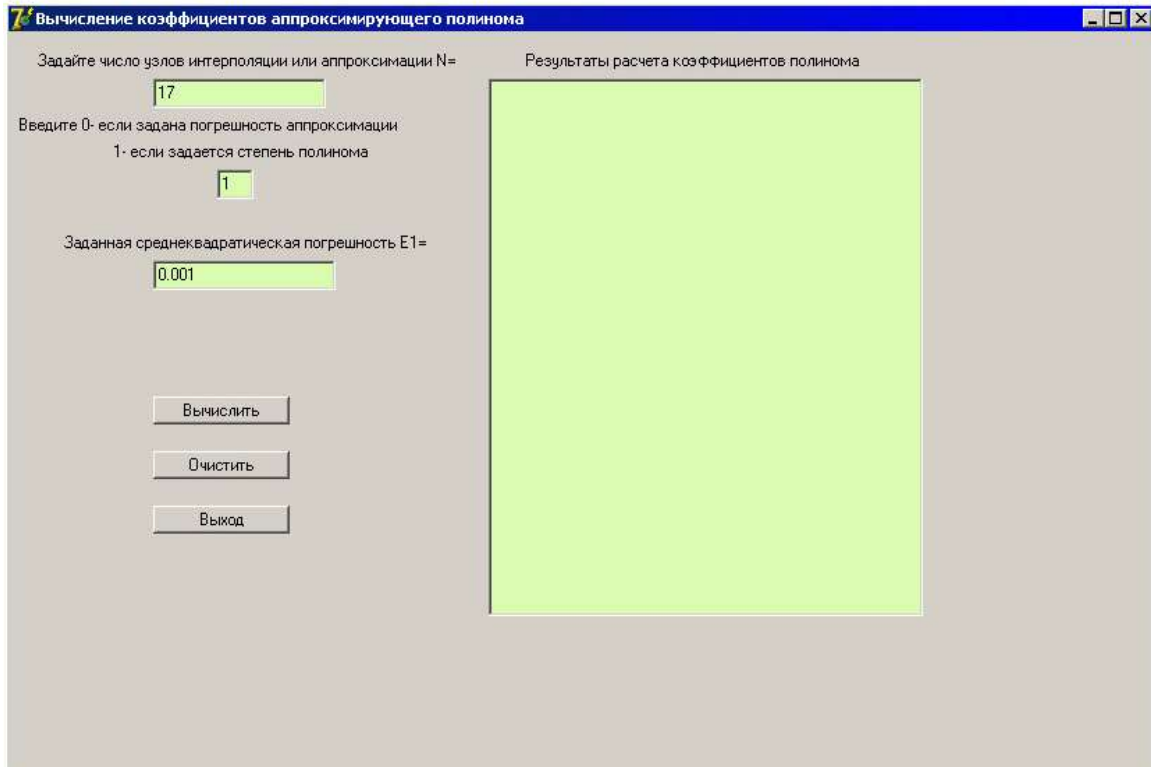 Вычисление коэффициентов аппроксимирующего полинома
Задайте число узлов интерполяции или аппроксимации N=
17
Введите 0- если задана погрешность аппроксимации
1- если задается степень полинома
1
Заданная среднеквадратическая погрешность E1=
0.001
Вычислить
Очистить
Выход
Результаты расчета коэффициентов полинома